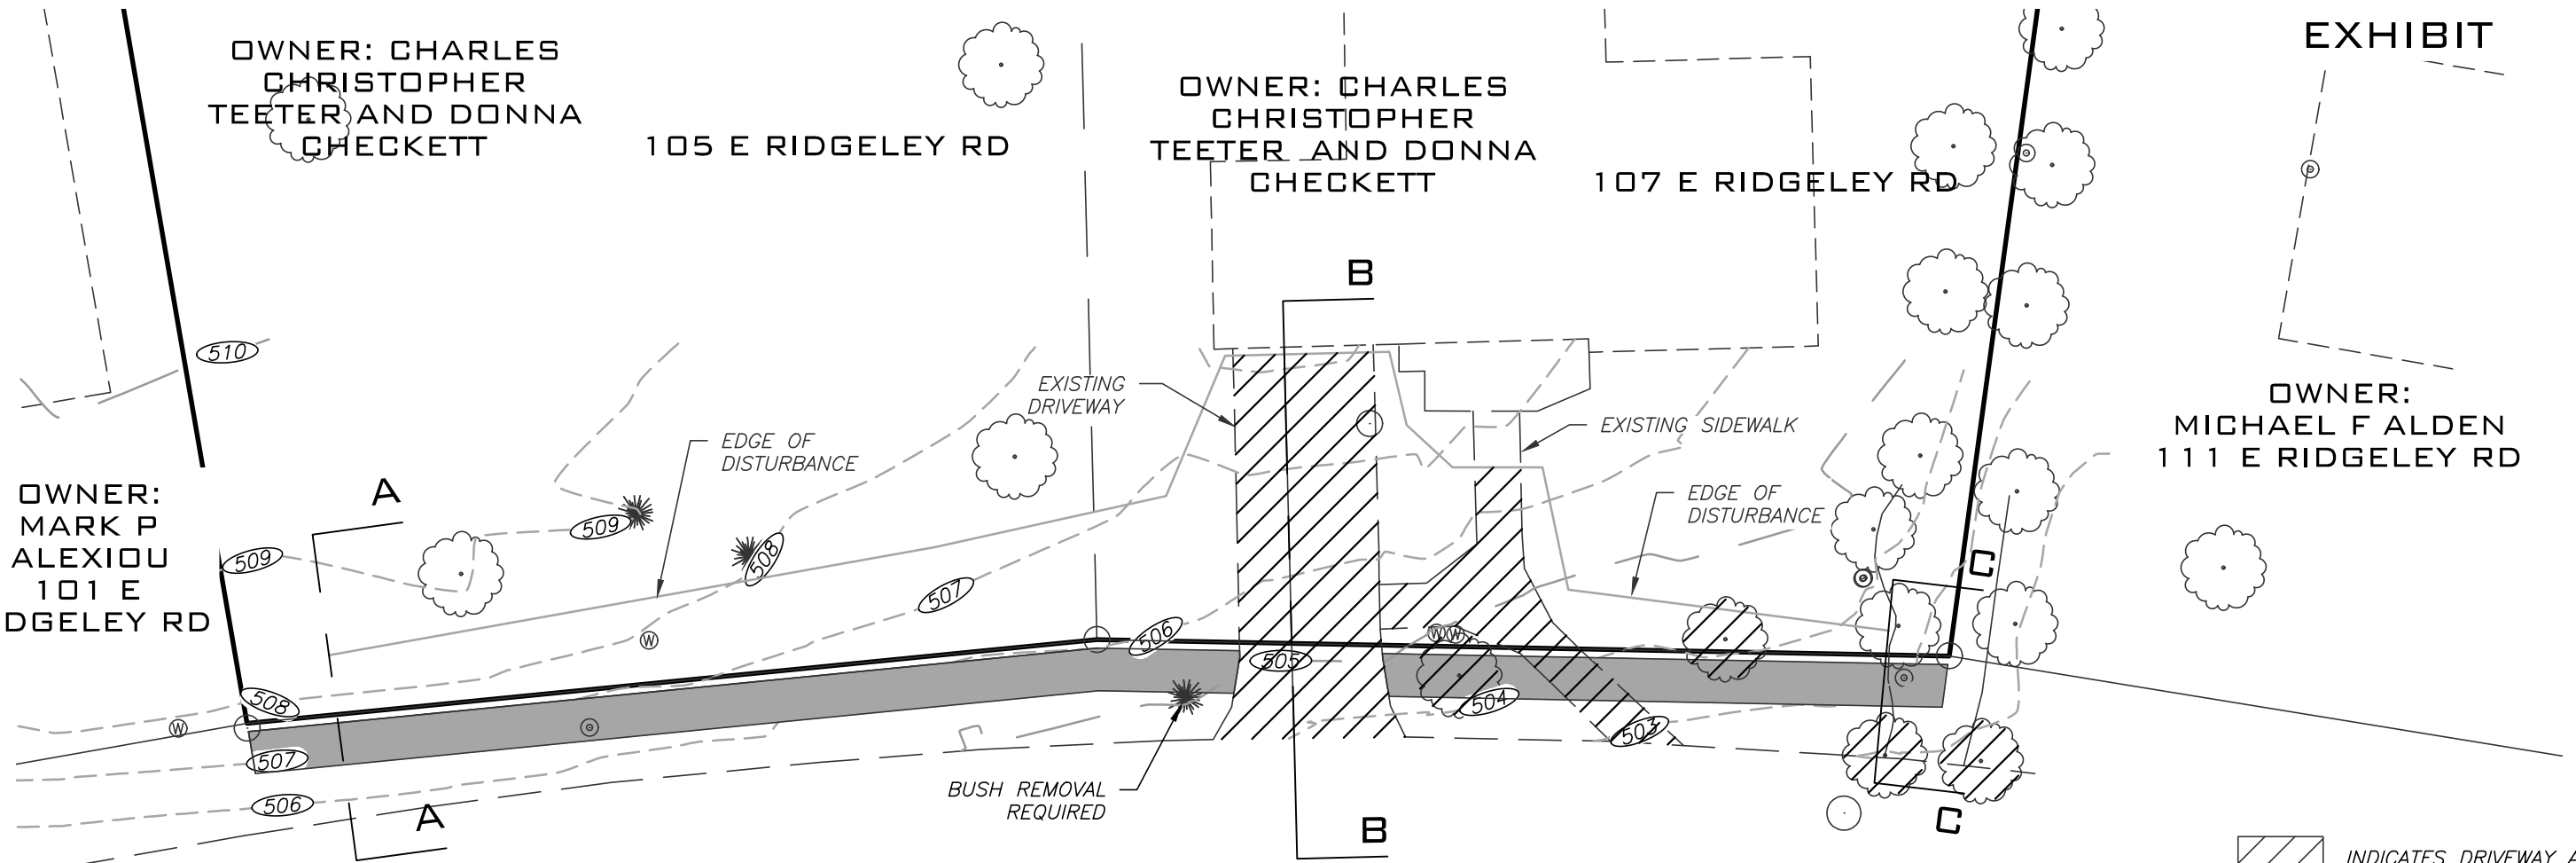 EXHIBIT
OWNER: CHARLES
CHRISTOPHER
TEETER AND DONNA
CHECKETT
105 E RIDGELEY RD
OWNER: CHARLES
CHRISTOPHER
TEETER AND DONNA
CHECKETT
107 E RIDGELEY RD
B
510
EXISTING
DRIVEWAY
EDGE OF
DISTURBANCE
EXISTING SIDEWALK
OWNER:
MICHAEL F ALDEN
111 E RIDGELEY RD
OWNER:
MARK P
ALEXIOU
101 E
DGELEY RD
A
509
509
508
507
EDGE OF
DISTURBANCE
C
W
506
W W
505
508
W
507
504
503
506
BUSH REMOVAL
REQUIRED
A
B
C
INDICATES DRIVEWAY